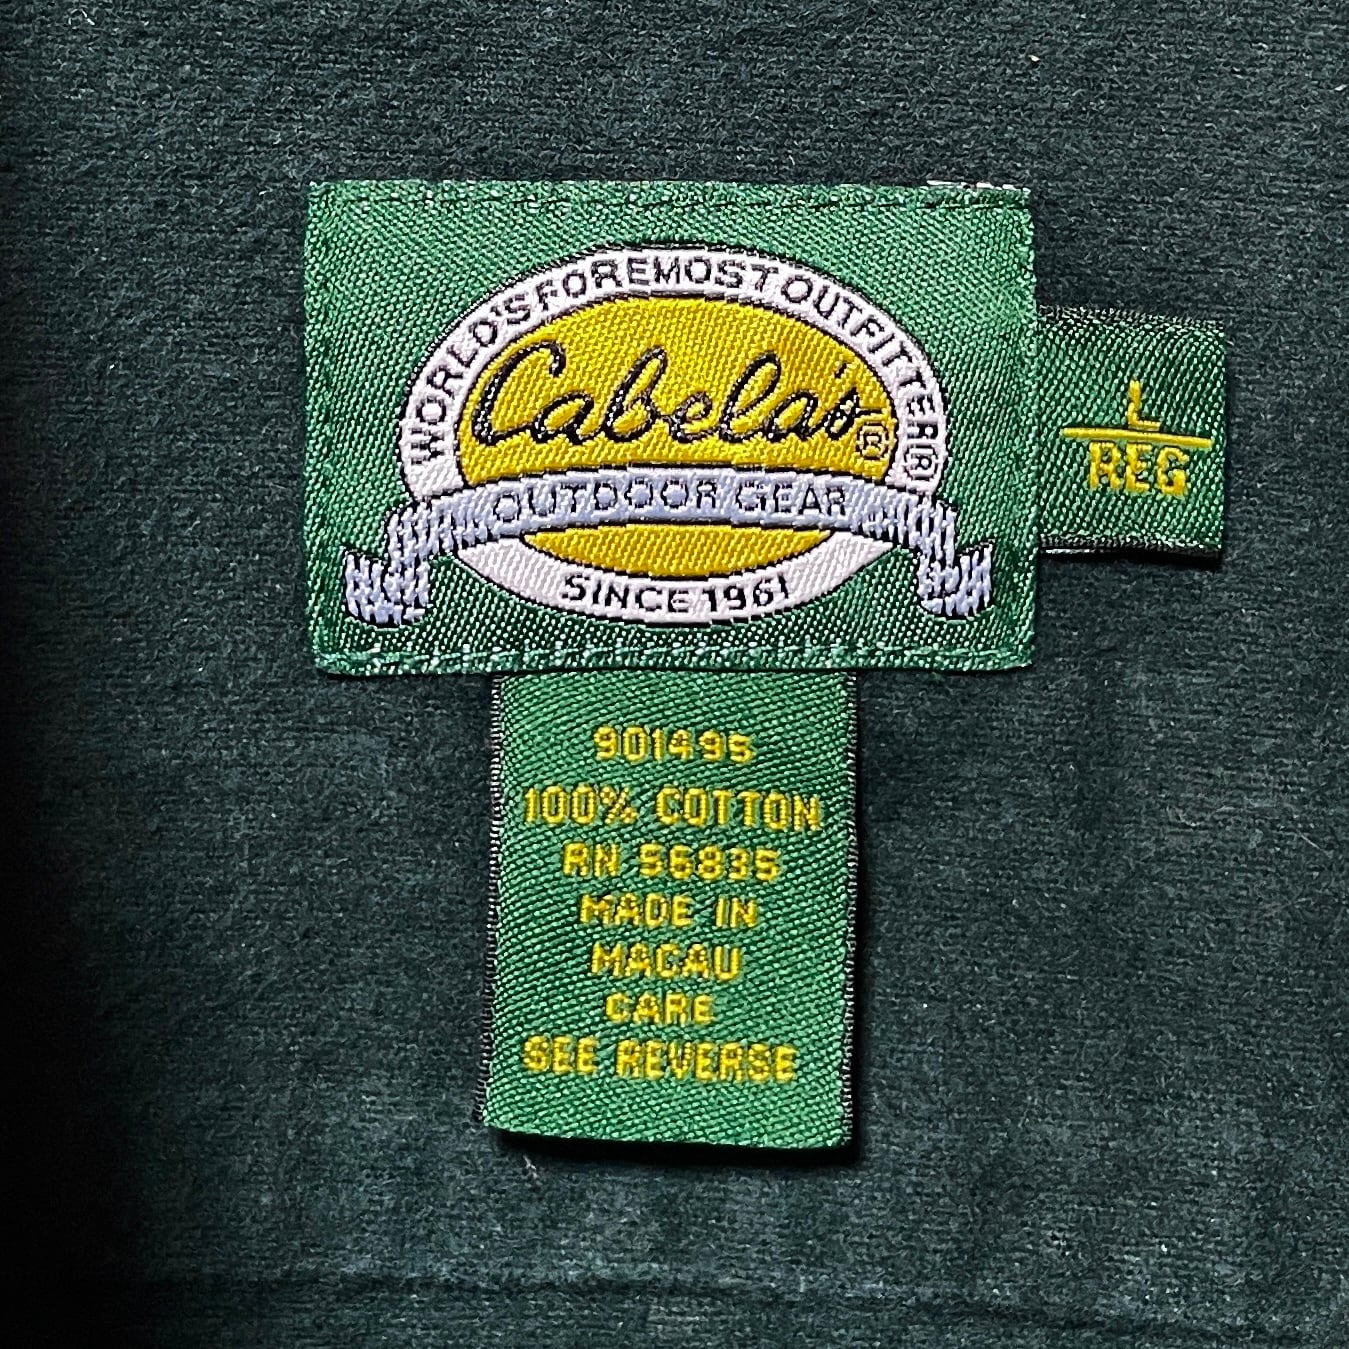 WORLD'S FOREMOST OUTFITTER®
Cabela's®
OUTDOOR GEAR
SINCE 1961
L
REG
901495
100% COTTON
RN 56835
MADE IN
MACAU
CARE
SEE REVERSE